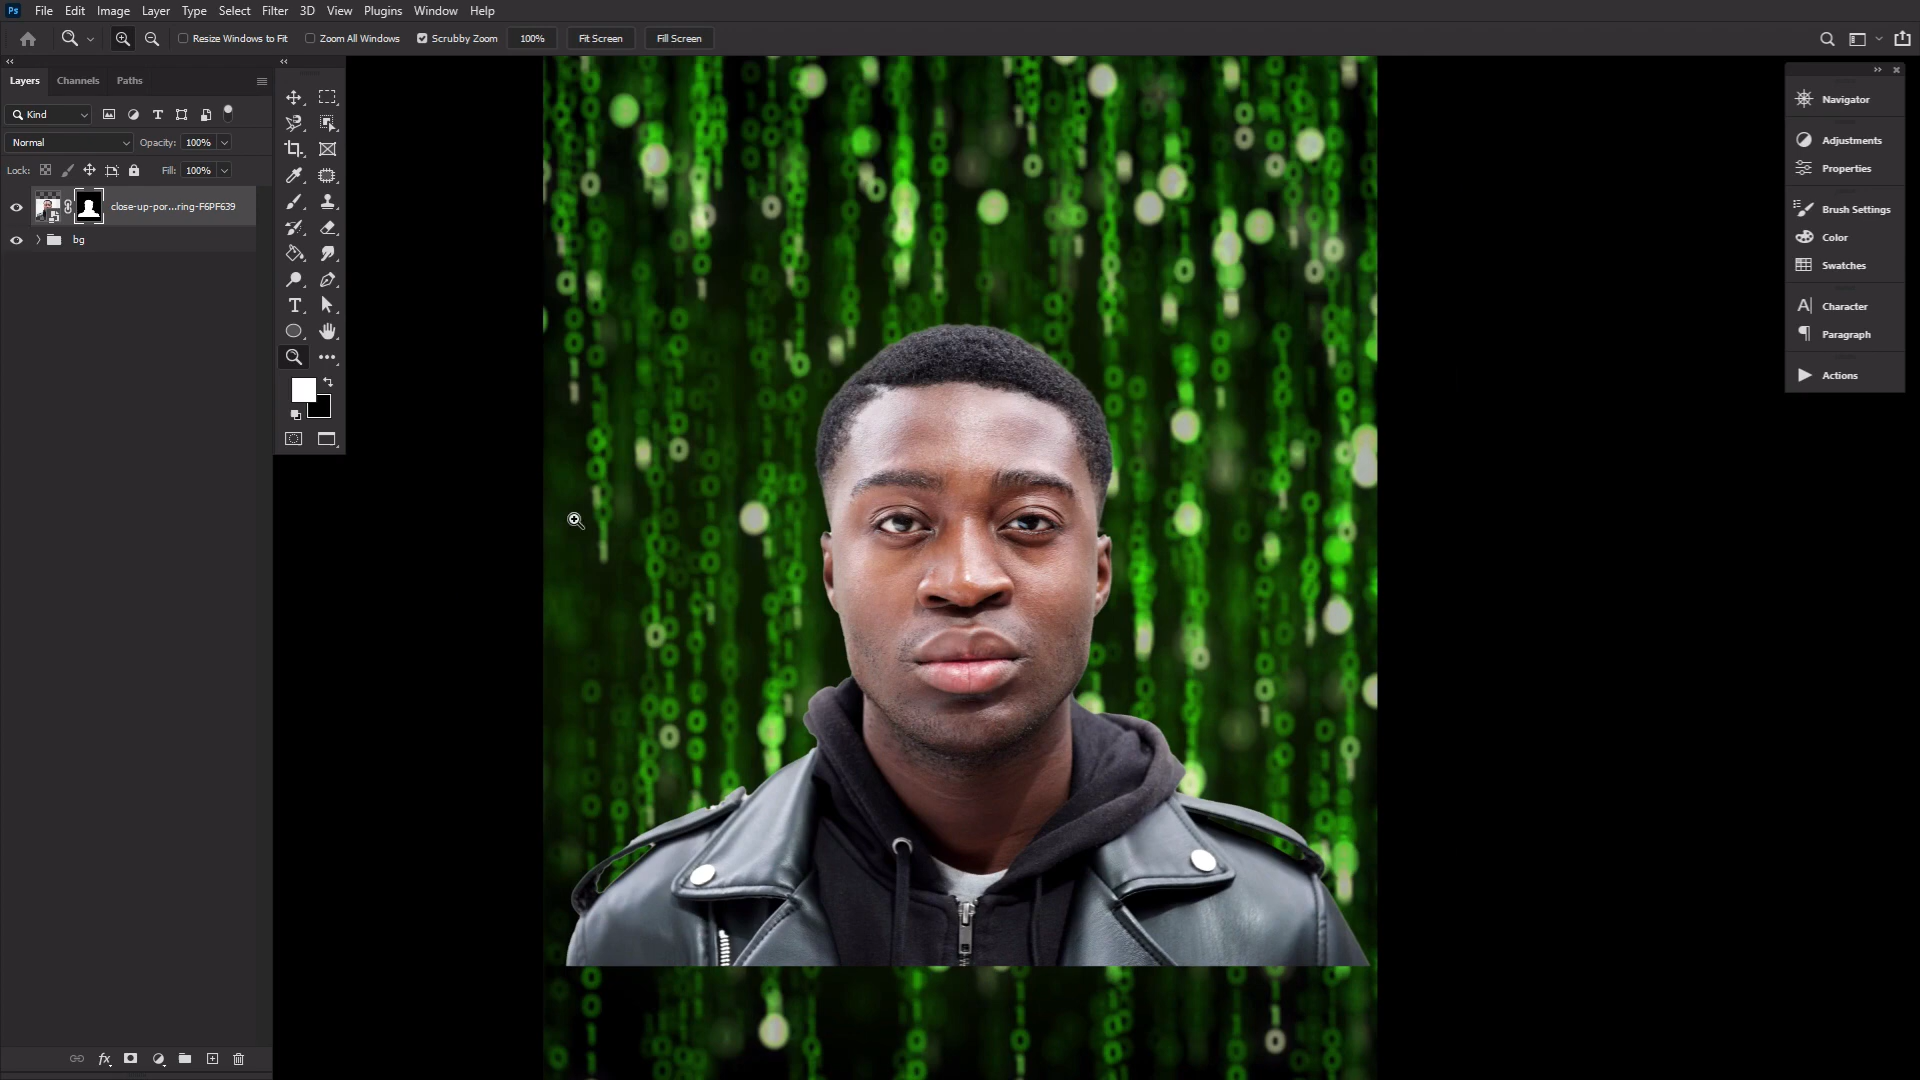 Ps File Edit Image Layer Type Select Filter 3D View Plugins Window Help
Resize Windows to Fit Zoom All Windows Scrubby Zoom 100% Fit Screen Fill Screen
Layers Channels Paths
Kind
Normal Opacity: 100%
Lock: Fill: 100%
close-up-por...ring-F6PF639
bg
fx
Navigator
Adjustments
Properties
Brush Settings
Color
Swatches
Character
Paragraph
Actions